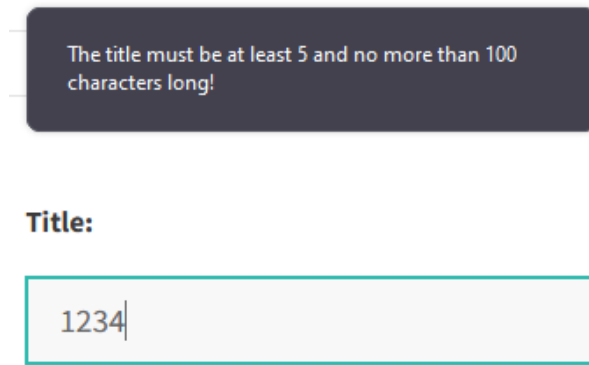 The title must be at least 5 and no more than 100
characters long!
Title:
1234